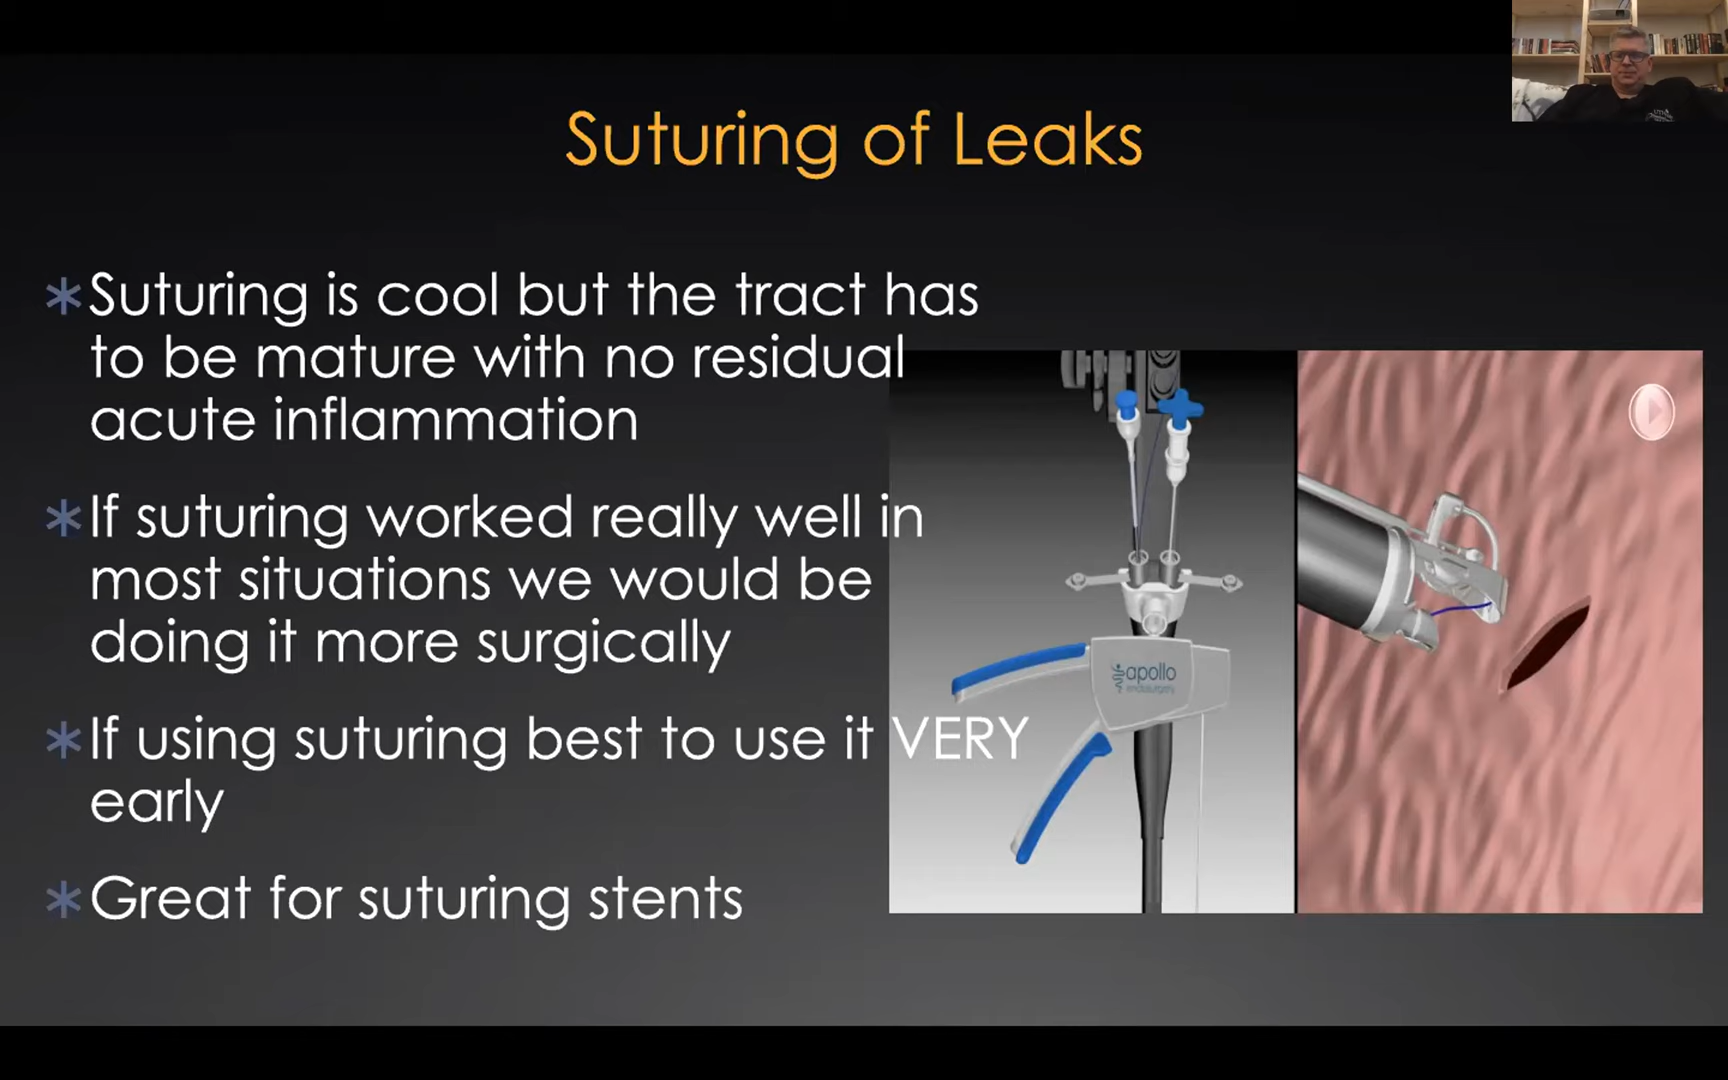 Suturing of Leaks
Suturing is cool but the tract has
to be mature with no residual
acute inflammation
If suturing worked really well in
most situations we would be
doing it more surgically
If using suturing best to use it VERY
early
Great for suturing stents
apollo
endosurgery